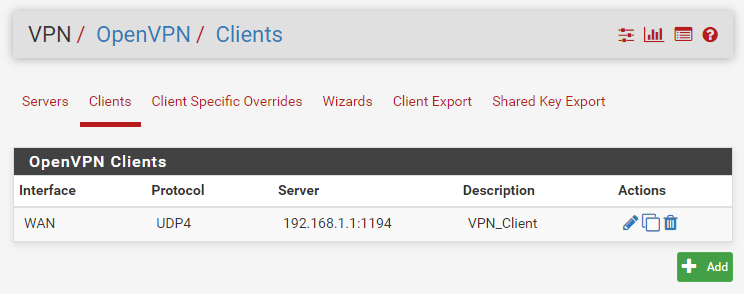 VPN / OpenVPN / Clients
Servers Clients Client Specific Overrides Wizards Client Export Shared Key Export
OpenVPN Clients
Interface Protocol Server Description Actions
WAN UDP4 192.168.1.1:1194 VPN_Client
Add